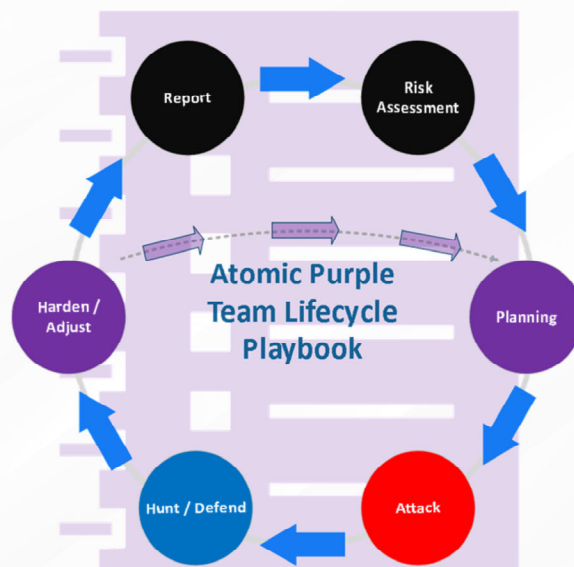 Report
Risk
Assessment
Atomic Purple
Team Lifecycle
Playbook
Harden /
Adjust
Planning
Hunt / Defend
Attack